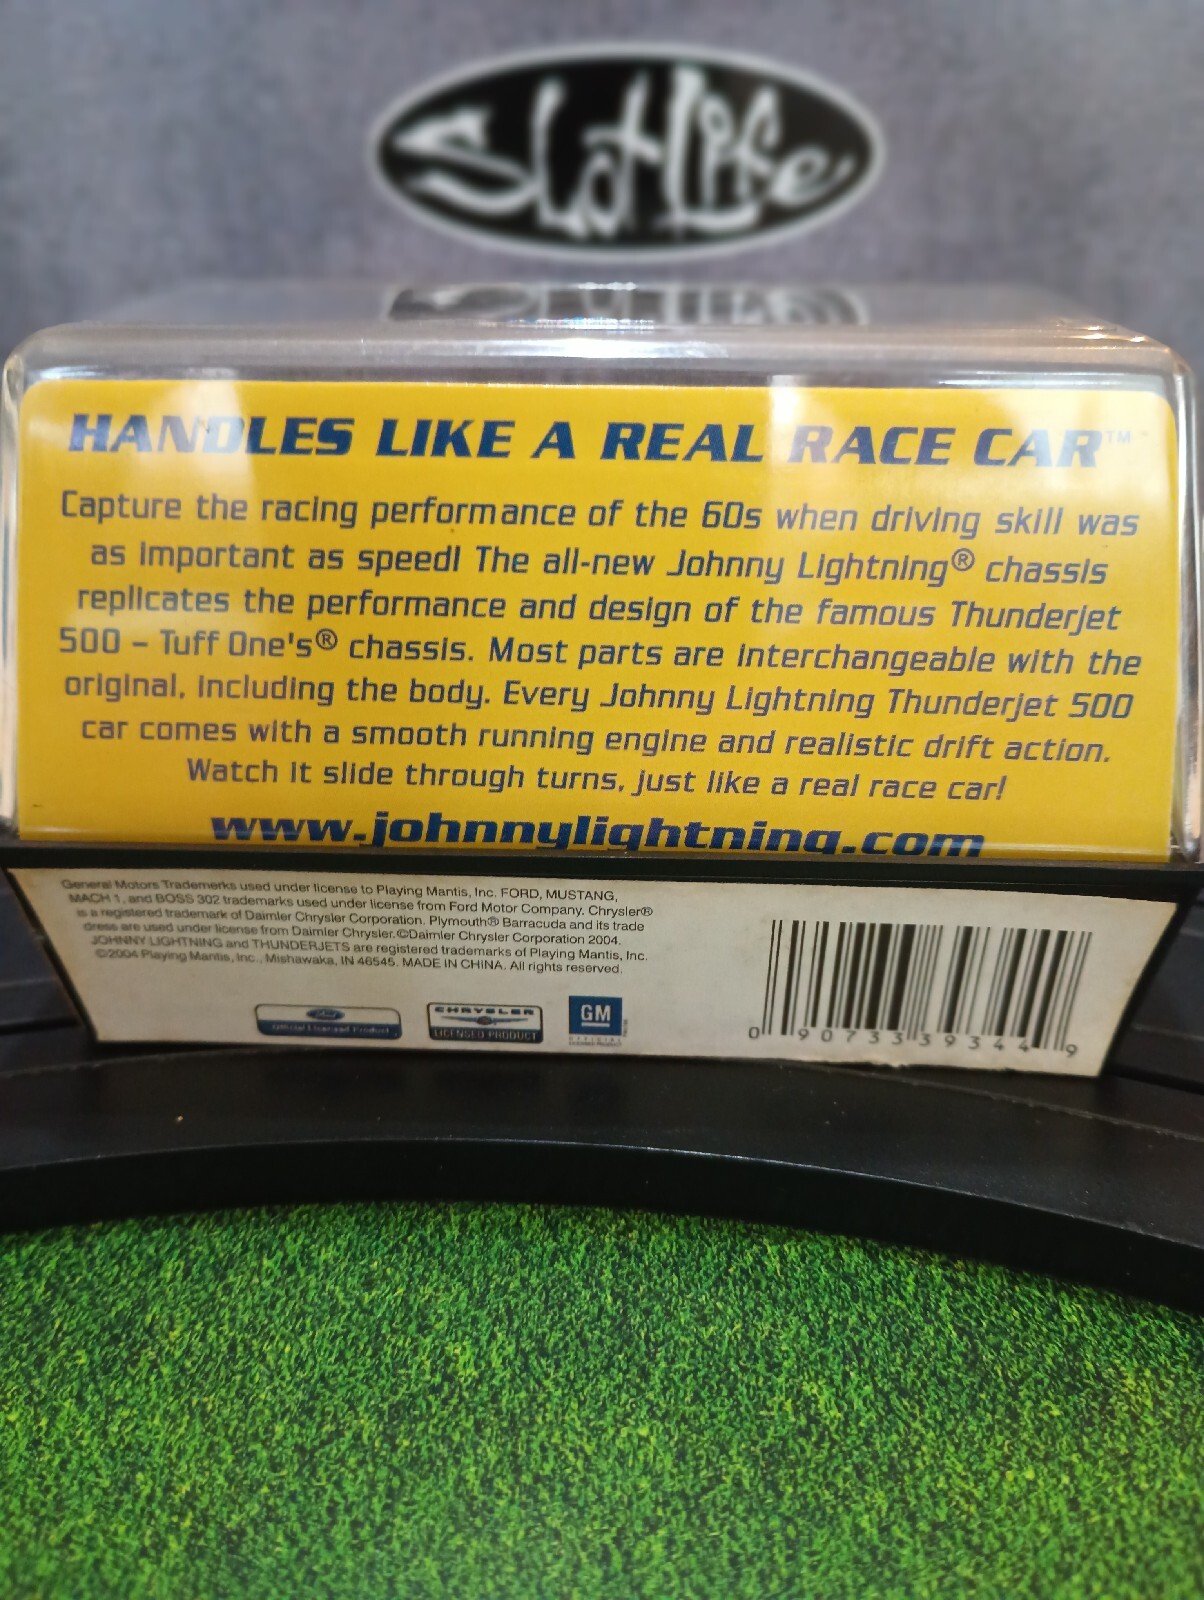 Slot Life
HANDLES LIKE A REAL RACE CAR™
Capture the racing performance of the 60s when driving skill was
as important as speed! The all-new Johnny Lightning® chassis
replicates the performance and design of the famous Thunderjet
500 – Tuff One's® chassis. Most parts are interchangeable with the
original, including the body. Every Johnny Lightning Thunderjet 500
car comes with a smooth running engine and realistic drift action.
Watch it slide through turns, just like a real race car!
www.johnnylightning.com
General Motors Trademerks used under license to Playing Mantis, Inc. FORD, MUSTANG,
MACH 1, and BOSS 302 trademarks used under license from Ford Motor Company. Chrysler®
is a registered trademark of Daimler Chrysler Corporation. Plymouth® Barracuda and its trade
dress are used under license from Daimler Chrysler. ©Daimler Chrysler Corporation 2004.
JOHNNY LIGHTNING and THUNDERJETS are registered trademarks of Playing Mantis, Inc.
©2004 Playing Mantis, Inc., Mishawaka, IN 46545. MADE IN CHINA. All rights reserved.
Ford
Official Licensed Product
CHRYSLER
LICENSED PRODUCT
GM
OFFICIAL
0 90733 39344 9